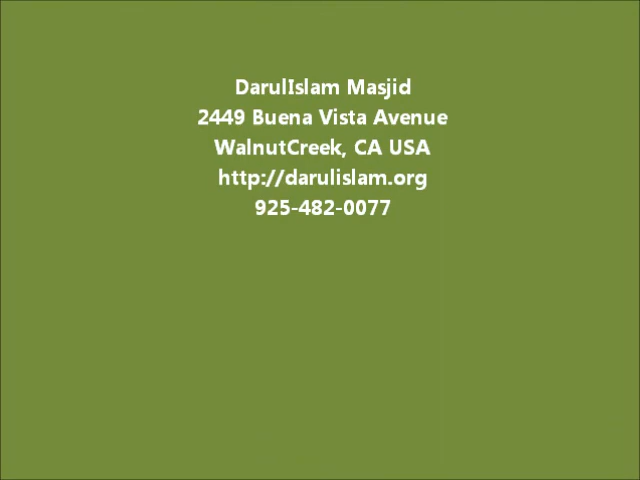 DarulIslam Masjid
2449 Buena Vista Avenue
WalnutCreek, CA USA
http://darulislam.org
925-482-0077